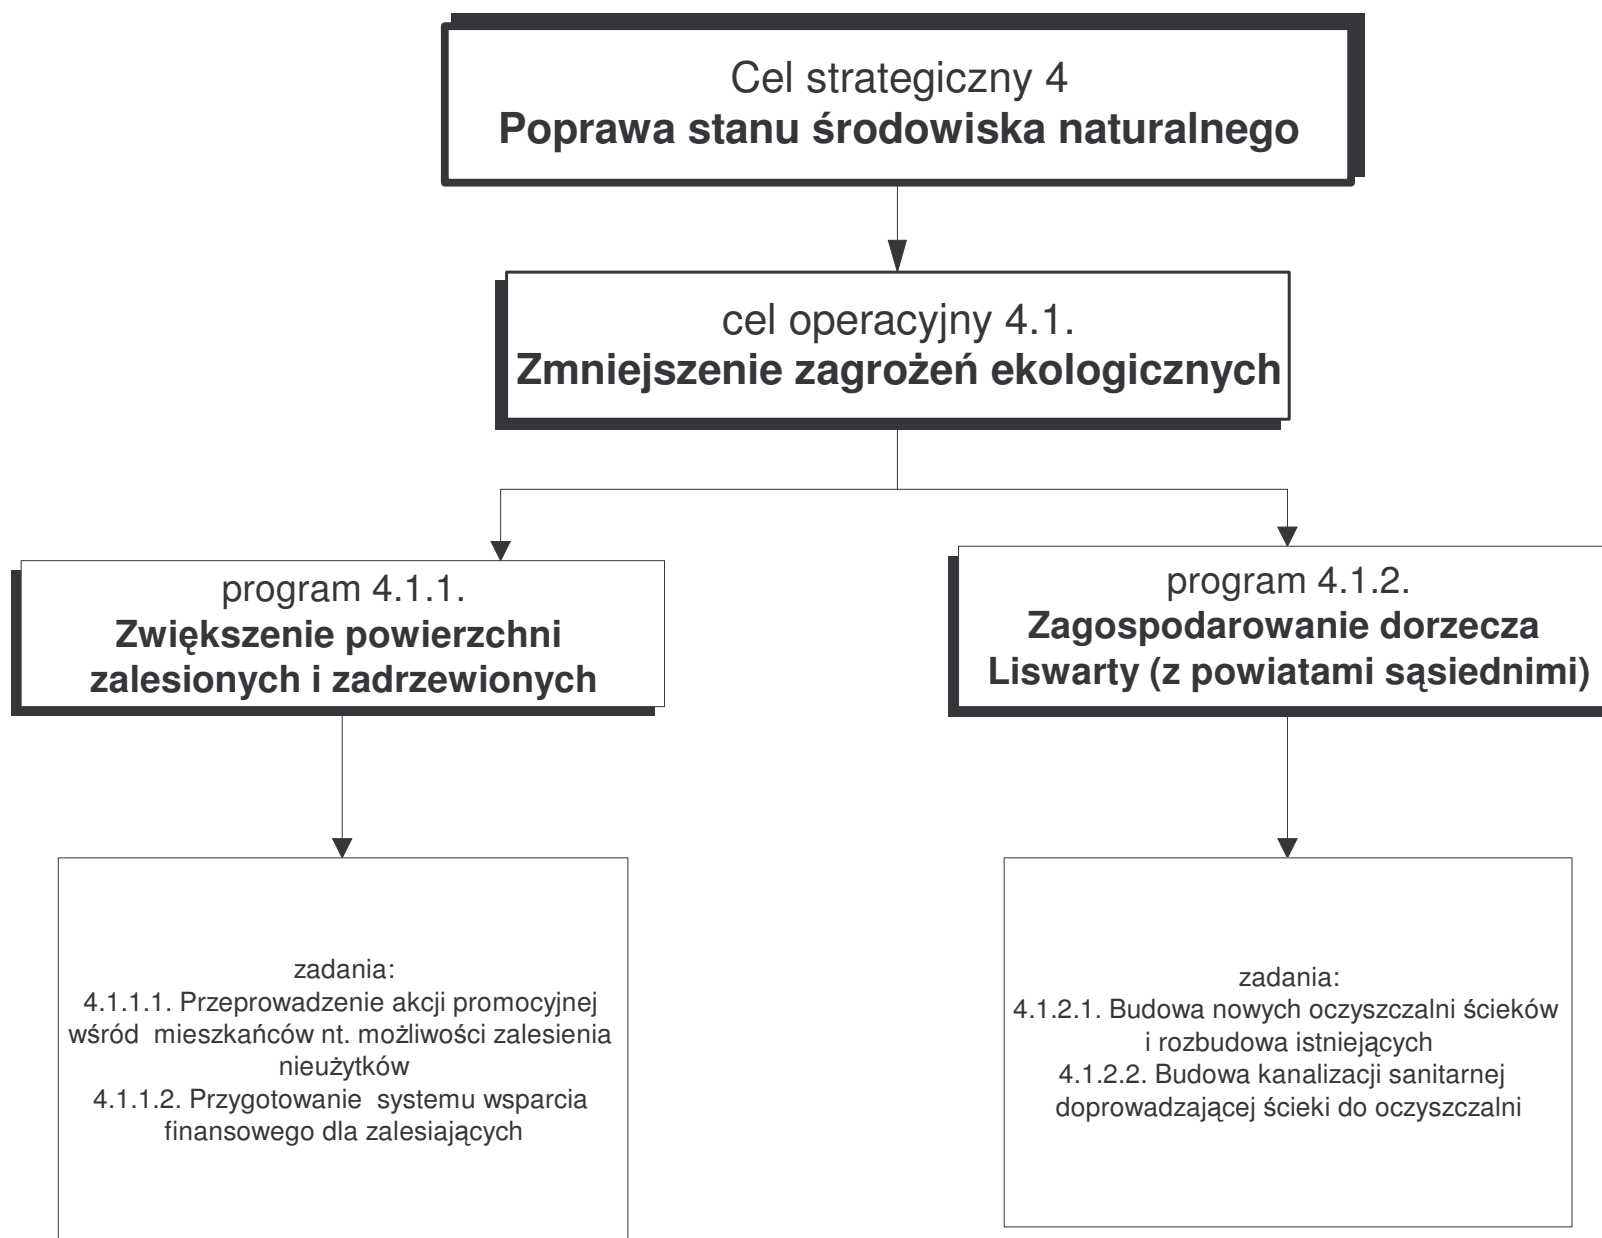 Cel strategiczny 4
Poprawa stanu środowiska naturalnego
cel operacyjny 4.1.
Zmniejszenie zagrożeń ekologicznych
program 4.1.1.
Zwiększenie powierzchni
zalesionych i zadrzewionych
program 4.1.2.
Zagospodarowanie dorzecza
Liswarty (z powiatami sąsiednimi)
zadania:
4.1.1.1. Przeprowadzenie akcji promocyjnej
wśród mieszkańców nt. możliwości zalesienia
nieużytków
4.1.1.2. Przygotowanie systemu wsparcia
finansowego dla zalesiających
zadania:
4.1.2.1. Budowa nowych oczyszczalni ścieków
i rozbudowa istniejących
4.1.2.2. Budowa kanalizacji sanitarnej
doprowadzającej ścieki do oczyszczalni